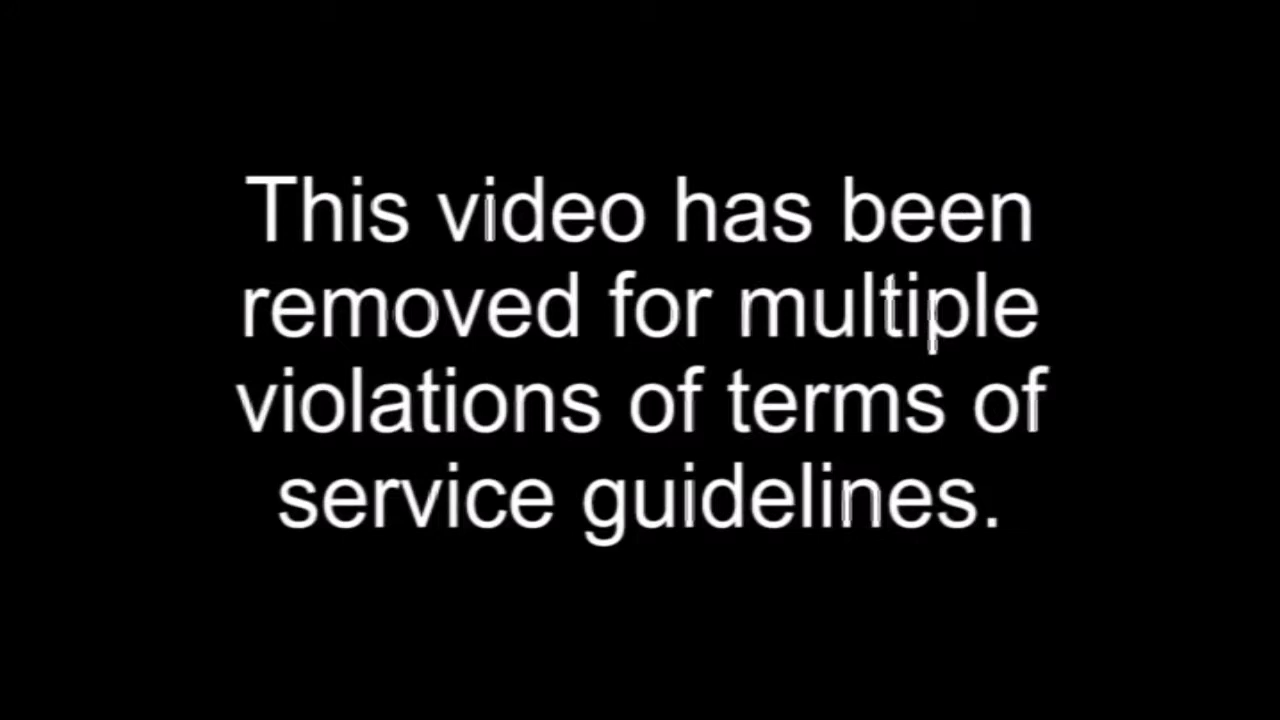 This video has been
removed for multiple
violations of terms of
service guidelines.